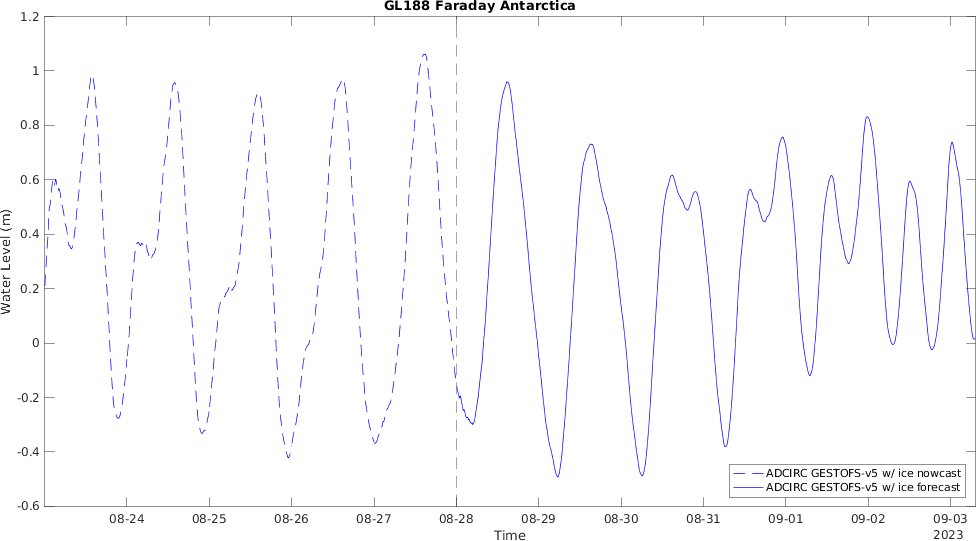 GL188 Faraday Antarctica
1.2
1
0.8
0.6
0.4
0.2
0
-0.2
-0.4
-0.6
Water Level (m)
ADCIRC GESTOFS-v5 w/ ice nowcast
ADCIRC GESTOFS-v5 w/ ice forecast
08-24 08-25 08-26 08-27 08-28 08-29 08-30 08-31 09-01 09-02 09-03
Time
2023